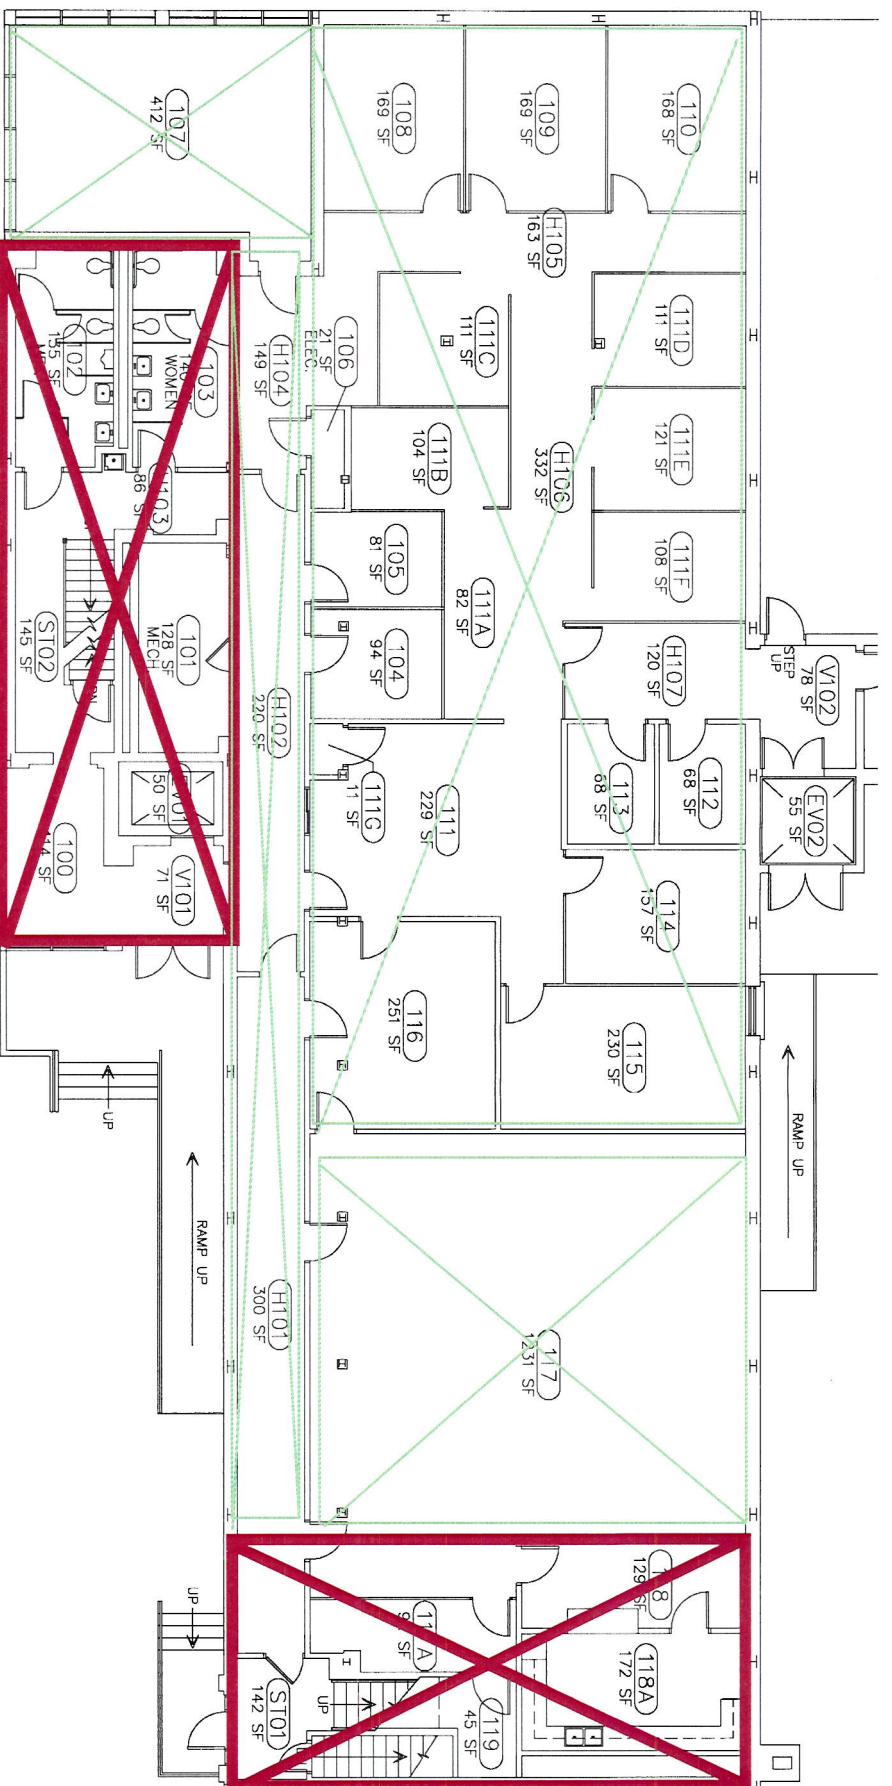 107
412 SF
108
169 SF
109
169 SF
110
168 SF
H105
163 SF
111C
111 SF
111D
111 SF
106
21 SF
ELEC.
H104
149 SF
103
WOMEN
102
135 SF
111B
104 SF
H106
332 SF
111E
121 SF
H103
86 SF
105
81 SF
111A
82 SF
111F
108 SF
ST02
145 SF
101
128 SF
MECH.
H102
220 SF
104
94 SF
H107
120 SF
STEP
UP
V102
78 SF
111G
11 SF
111
229 SF
113
68 SF
112
68 SF
EV02
55 SF
EV01
50 SF
100
V101
71 SF
114
157 SF
116
251 SF
115
230 SF
UP
RAMP UP
RAMP UP
H101
300 SF
117
1231 SF
UP
118A
172 SF
ST01
142 SF
UP
119
45 SF